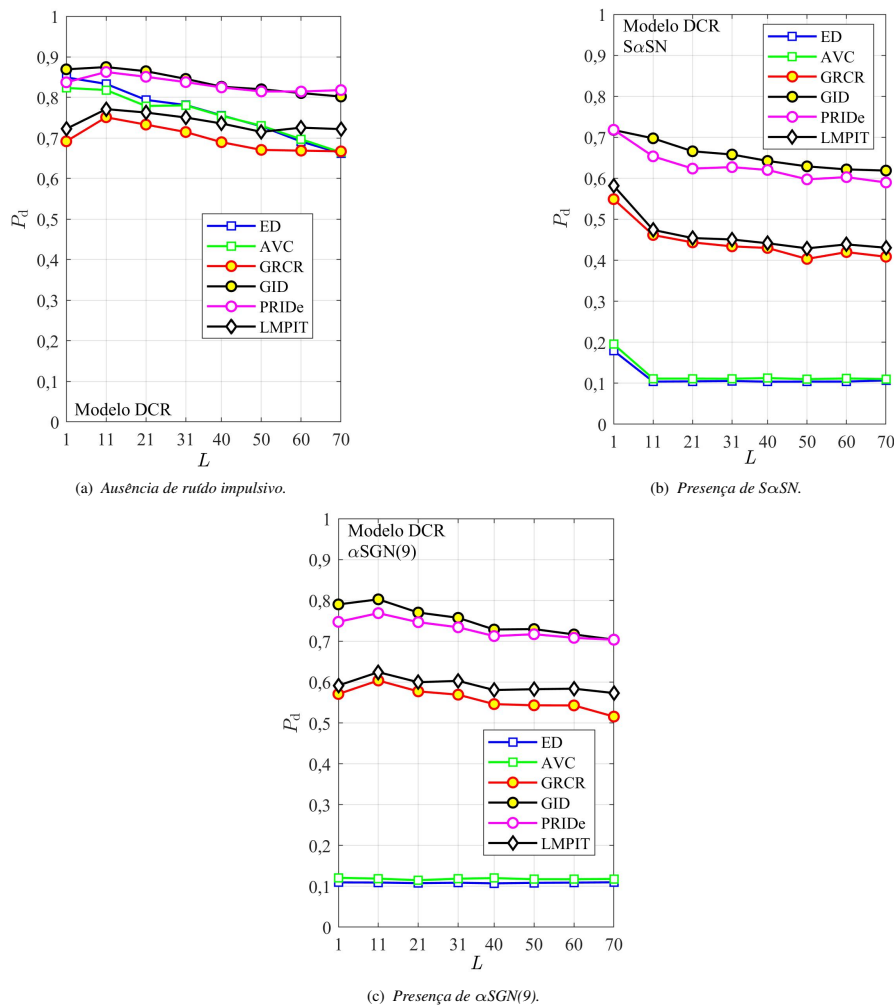 1
0,9
0,8
0,7
0,6
0,5
0,4
0,3
0,2
0,1
0
P_d
ED
AVC
GRCR
GID
PRIDe
LMPIT
Modelo DCR
1 11 21 31 40 50 60 70
L
(a) Ausência de ruído impulsivo.
Modelo DCR
SαSN
1
0,9
0,8
0,7
0,6
0,5
0,4
0,3
0,2
0,1
0
P_d
ED
AVC
GRCR
GID
PRIDe
LMPIT
1 11 21 31 40 50 60 70
L
(b) Presença de SαSN.
Modelo DCR
αSGN(9)
1
0,9
0,8
0,7
0,6
0,5
0,4
0,3
0,2
0,1
0
P_d
ED
AVC
GRCR
GID
PRIDe
LMPIT
1 11 21 31 40 50 60 70
L
(c) Presença de αSGN(9).